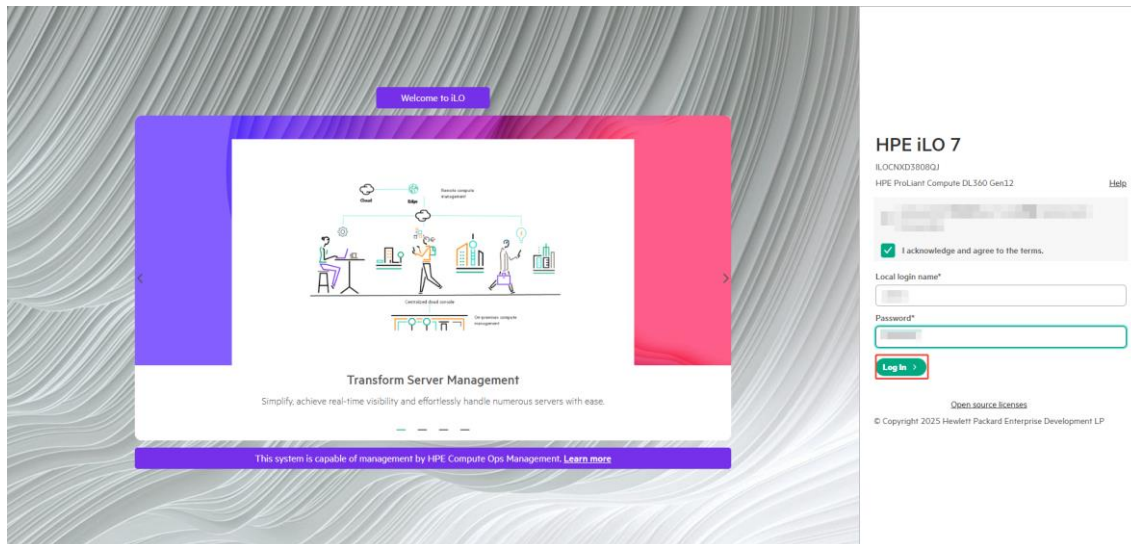 Welcome to iLO
Cloud
Edge
Remote compute
management
Centralized cloud console
On-premises compute
management
Transform Server Management
Simplify, achieve real-time visibility and effortlessly handle numerous servers with ease.
This system is capable of management by HPE Compute Ops Management. Learn more
HPE iLO 7
ILOCNXD3808QJ
HPE ProLiant Compute DL360 Gen12
Help
I acknowledge and agree to the terms.
Local login name*
Password*
Log In
Open source licenses
© Copyright 2025 Hewlett Packard Enterprise Development LP